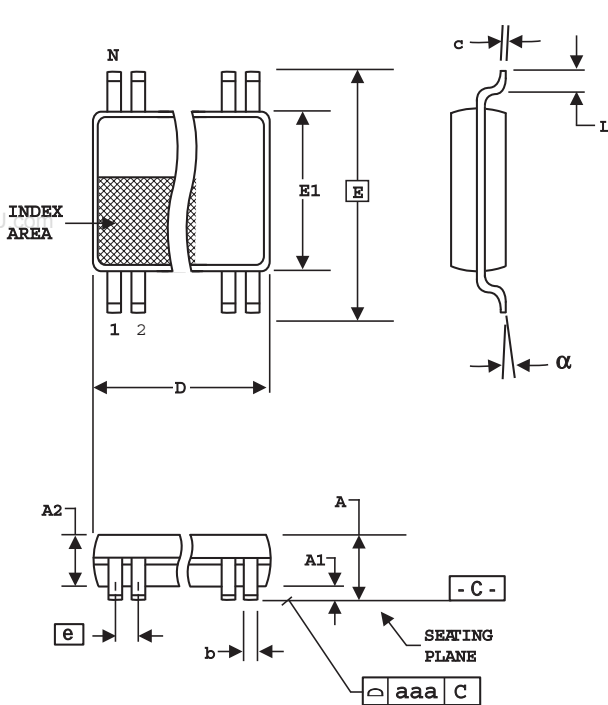 N
c
L
E1
E
INDEX
AREA
1 2
α
D
A2
A
A1
- C -
e
b
SEATING
PLANE
aaa C